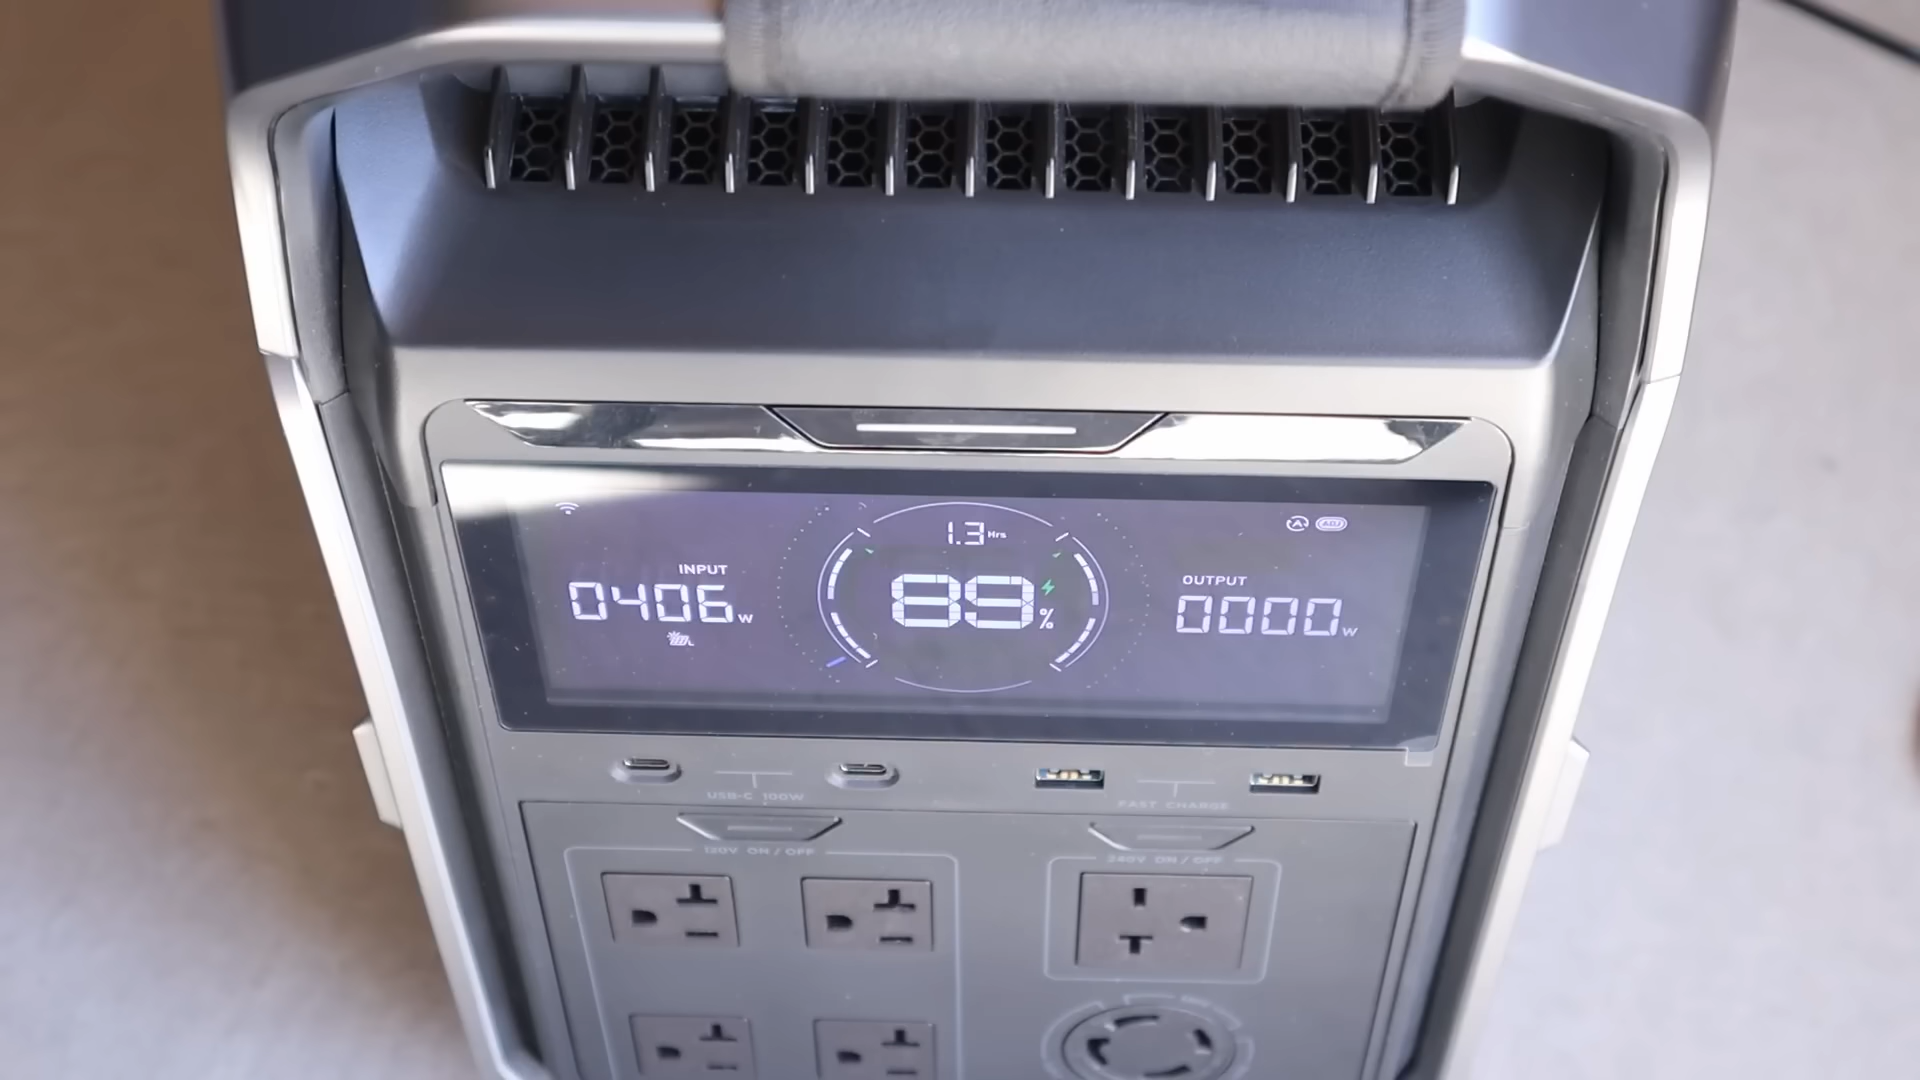 1.3 Hrs
INPUT
0406 W
89 %
OUTPUT
0000 W
USB-C 100W
FAST CHARGE
120V ON / OFF
240V ON / OFF